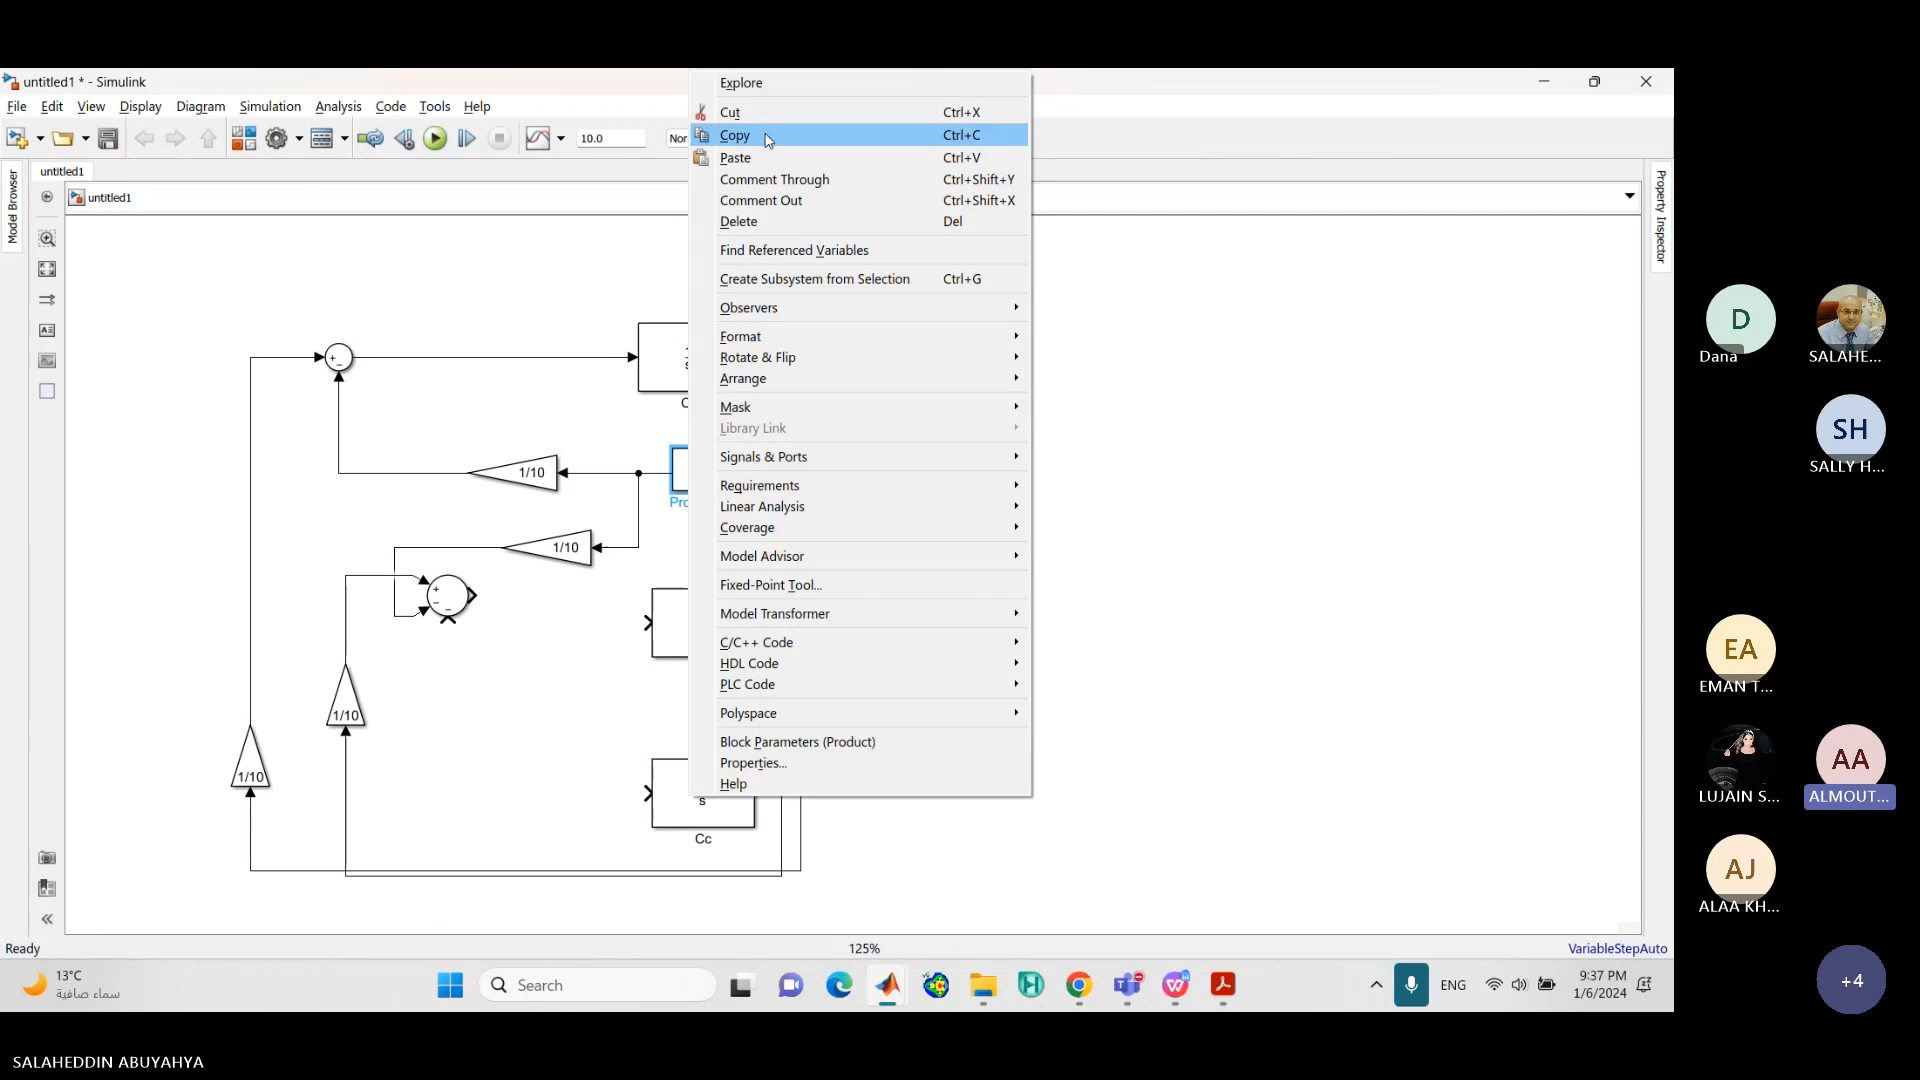 untitled1 * - Simulink
File Edit View Display Diagram Simulation Analysis Code Tools Help
10.0
Nor
untitled1
Model Browser
untitled1
Property Inspector
Explore
Cut Ctrl+X
Copy Ctrl+C
Paste Ctrl+V
Comment Through Ctrl+Shift+Y
Comment Out Ctrl+Shift+X
Delete Del
Find Referenced Variables
Create Subsystem from Selection Ctrl+G
Observers
Format
Rotate & Flip
Arrange
Mask
Library Link
Signals & Ports
Requirements
Linear Analysis
Coverage
Model Advisor
Fixed-Point Tool...
Model Transformer
C/C++ Code
HDL Code
PLC Code
Polyspace
Block Parameters (Product)
Properties...
Help
1/10
1/10
1/10
1/10
s
Cc
Ready
125%
VariableStepAuto
13°C
سماء صافية
Search
ENG
9:37 PM
1/6/2024
D
Dana
SALAHE...
SH
SALLY H...
EA
EMAN T...
LUJAIN S...
AA
ALMOUT...
AJ
ALAA KH...
+4
SALAHEDDIN ABUYAHYA